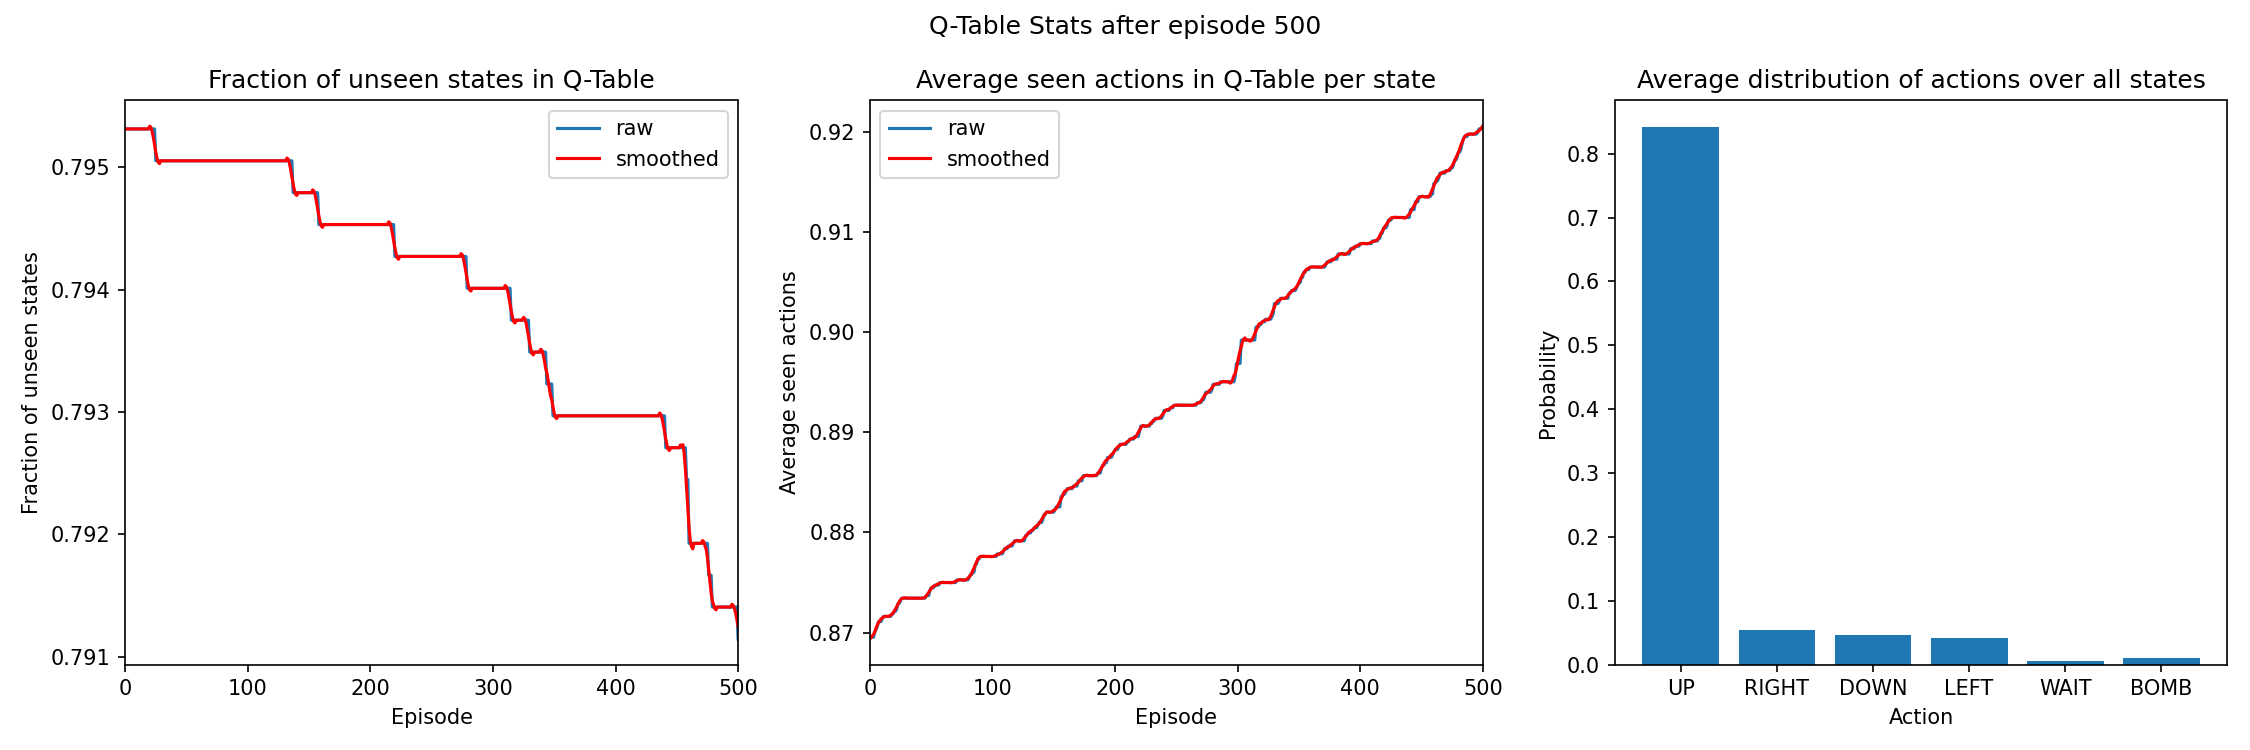 Q-Table Stats after episode 500
Fraction of unseen states in Q-Table
raw
smoothed
Fraction of unseen states
0.795
0.794
0.793
0.792
0.791
0 100 200 300 400 500
Episode
Average seen actions in Q-Table per state
raw
smoothed
Average seen actions
0.92
0.91
0.90
0.89
0.88
0.87
0 100 200 300 400 500
Episode
Average distribution of actions over all states
Probability
0.8
0.7
0.6
0.5
0.4
0.3
0.2
0.1
0.0
UP RIGHT DOWN LEFT WAIT BOMB
Action